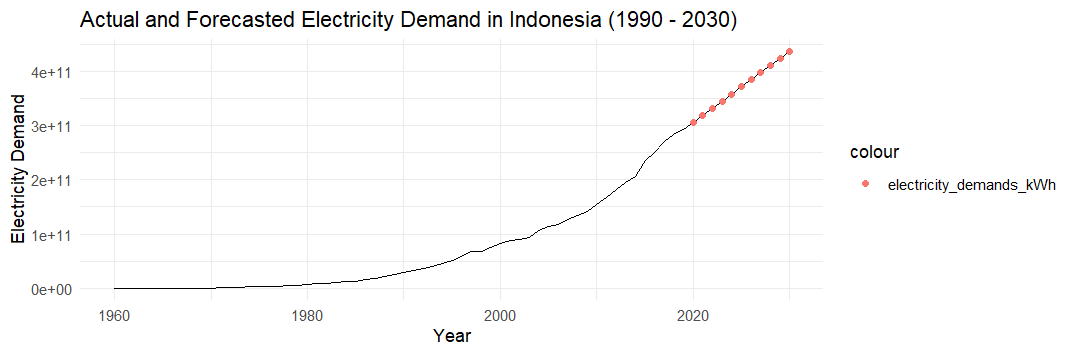 Actual and Forecasted Electricity Demand in Indonesia (1990 - 2030)
Electricity Demand
4e+11
3e+11
2e+11
1e+11
0e+00
1960 1980 2000 2020
Year
colour
electricity_demands_kWh